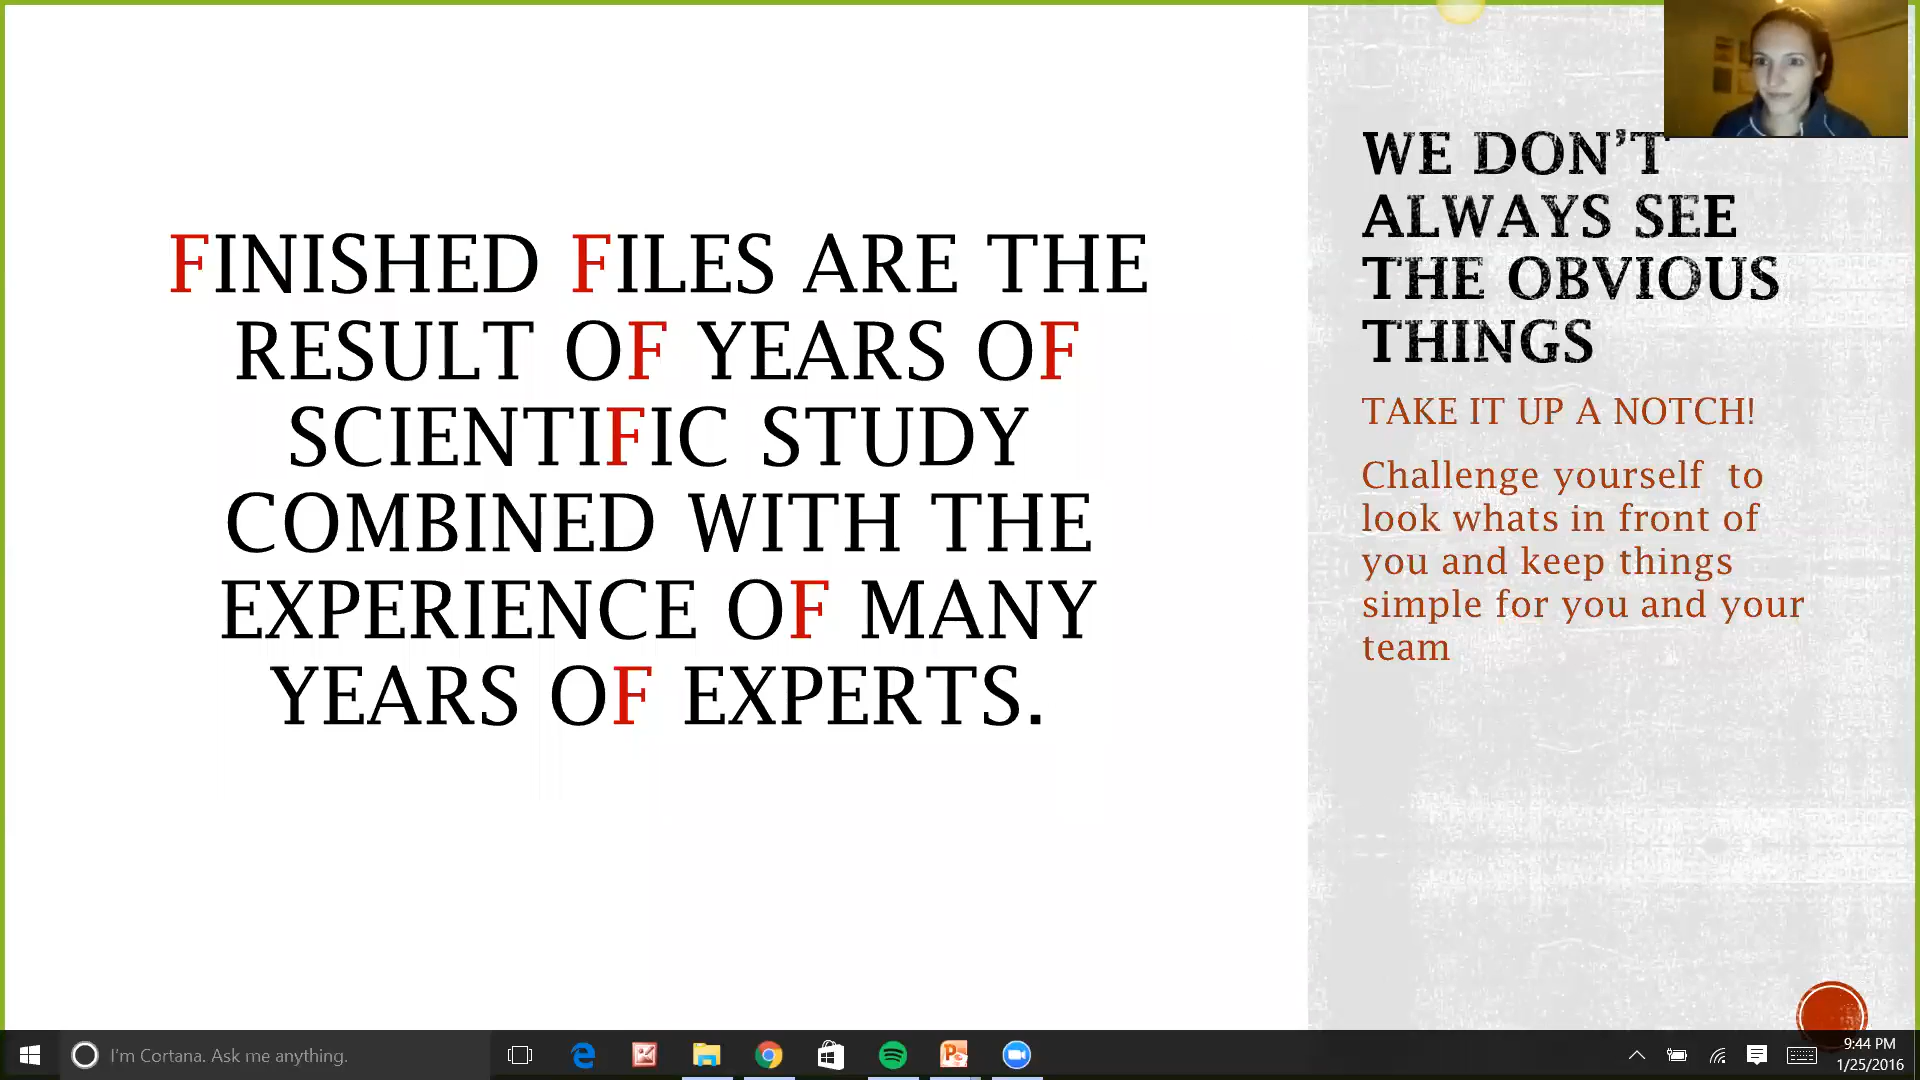 FINISHED FILES ARE THE
RESULT OF YEARS OF
SCIENTIFIC STUDY
COMBINED WITH THE
EXPERIENCE OF MANY
YEARS OF EXPERTS.
WE DON’T
ALWAYS SEE
THE OBVIOUS
THINGS
TAKE IT UP A NOTCH!
Challenge yourself to
look whats in front of
you and keep things
simple for you and your
team
I'm Cortana. Ask me anything.
9:44 PM
1/25/2016